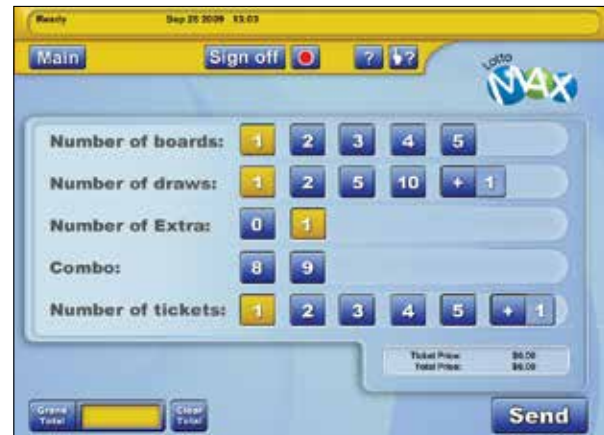 Ready Sep 28 2009 13:03
Main Sign off ? ?
LOTTO MAX
Number of boards: 1 2 3 4 5
Number of draws: 1 2 5 10 + 1
Number of Extra: 0 1
Combo: 8 9
Number of tickets: 1 2 3 4 5 + 1
Ticket Price: $6.00
Total Price: $6.00
Grand Total Clear Total Send